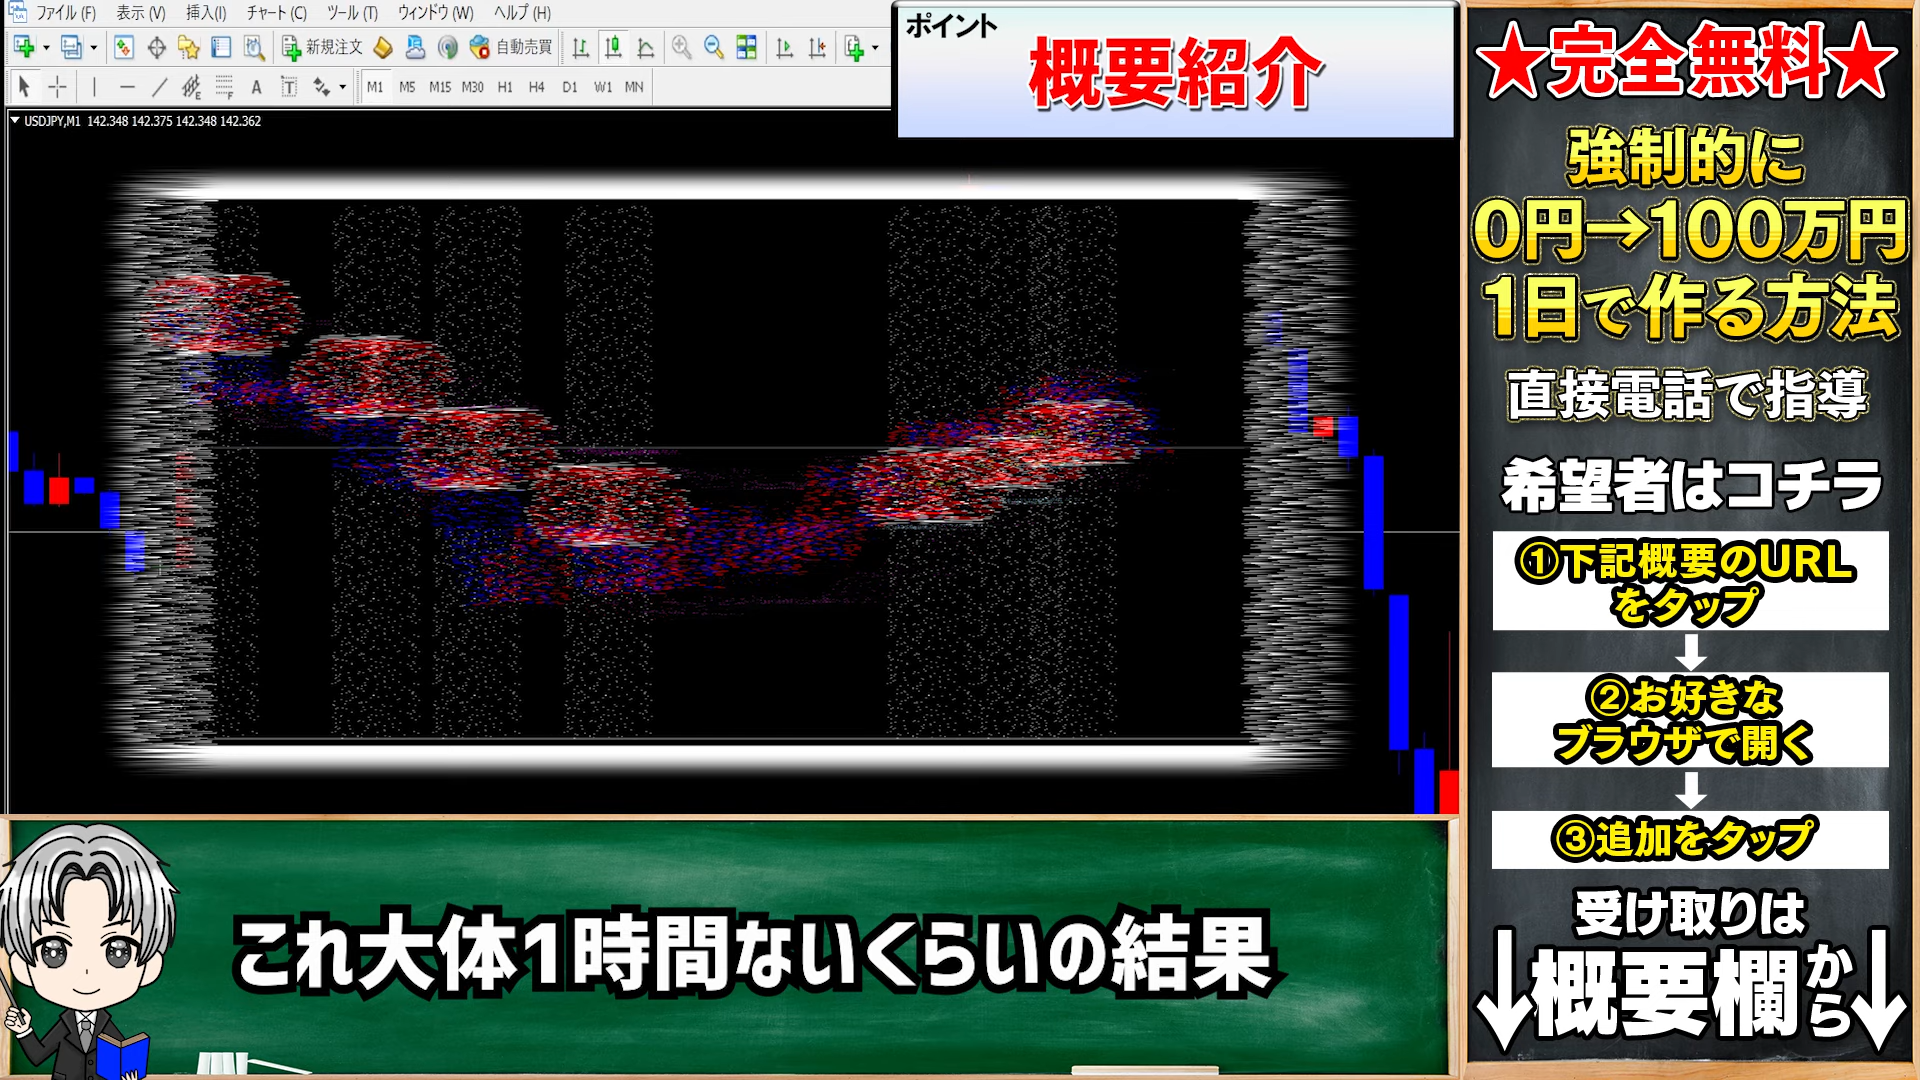 ファイル (F) 表示 (V) 挿入(I) チャート (C) ツール (T) ウィンドウ (W) ヘルプ (H)
新規注文 自動売買
A T M1 M5 M15 M30 H1 H4 D1 W1 MN
USDJPY,M1 142.348 142.375 142.348 142.362
ポイント
概要紹介
★完全無料★
強制的に
0円→100万円
1日で作る方法
直接電話で指導
希望者はコチラ
①下記概要のURL
をタップ
②お好きな
ブラウザで開く
③追加をタップ
受け取りは
↓概要欄から↓
これ大体1時間ないくらいの結果